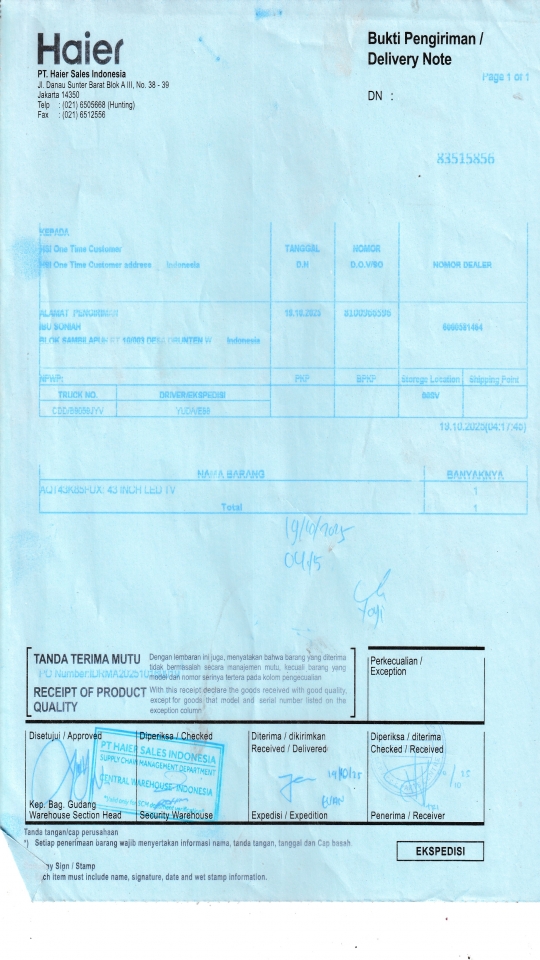 Haier
PT. Haier Sales Indonesia
Jl. Danau Sunter Barat Blok A III, No. 38 - 39
Jakarta 14350
Telp : (021) 6505668 (Hunting)
Fax : (021) 6512556
Bukti Pengiriman /
Delivery Note
Page 1 of 1
DN :
83515856
KEPADA
HSI One Time Customer
HSI One Time Customer address Indonesia
TANGGAL
D.N
NOMOR
D.O.V/SO
NOMOR DEALER
ALAMAT PENGIRIMAN
IBU SONIAH
Indonesia
19.10.2025
6060581484
NPWP:
PKP
BPKP
Storage Location
Shipping Point
TRUCK NO.
DRIVER/EKSPEDISI
19.10.2025(04:17:45)
NAMA BARANG
BANYAKNYA
43 INCH LED TV
1
Total
1
19/10/2025
Yogi
TANDA TERIMA MUTU
RECEIPT OF PRODUCT
QUALITY
Dengan lembaran ini juga, menyatakan bahwa barang yang diterima
tidak bermasalah secara manajemen mutu, kecuali barang yang
model dan nomor serinya tertera pada kolom pengecualian
With this receipt declare the goods received with good quality,
except for goods that model and serial number listed on the
exception column
PO Number:
Perkecualian /
Exception
Disetujui / Approved
Kep. Bag. Gudang
Warehouse Section Head
Diperiksa / Checked
PT HAIER SALES INDONESIA
SUPPLY CHAIN MANAGEMENT DEPARTMENT
CENTRAL WAREHOUSE- INDONESIA
Security Warehouse
Diterima / dikirimkan
Received / Delivered
19/10/25
Expedisi / Expedition
Diperiksa / diterima
Checked / Received
Penerima / Receiver
Tanda tangan/cap perusahaan
*) Setiap penerimaan barang wajib menyertakan informasi nama, tanda tangan, tanggal dan Cap basah
EKSPEDISI
Sign / Stamp
ch item must include name, signature, date and wet stamp information.